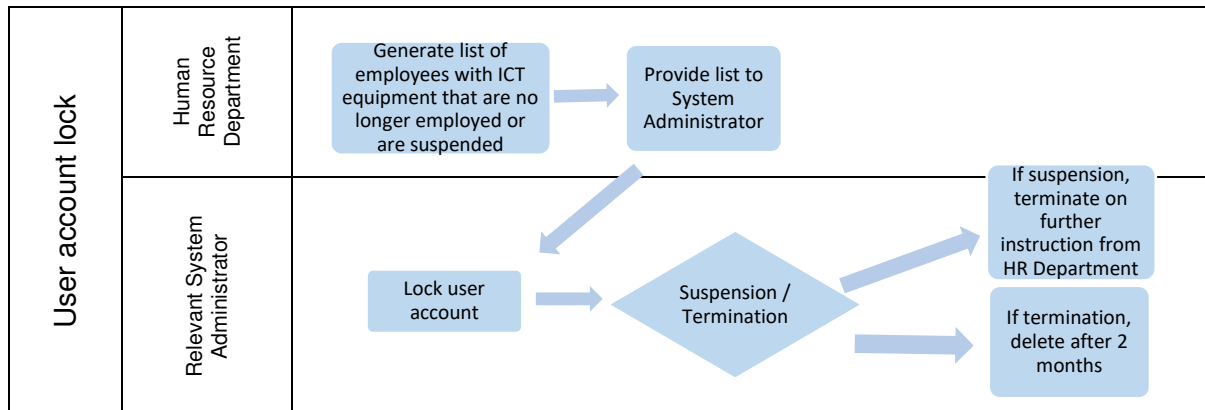 User account lock
Human
Resource
Department
Generate list of
employees with ICT
equipment that are no
longer employed or
are suspended
Provide list to
System
Administrator
Relevant System
Administrator
Lock user
account
Suspension /
Termination
If suspension,
terminate on
further
instruction from
HR Department
If termination,
delete after 2
months